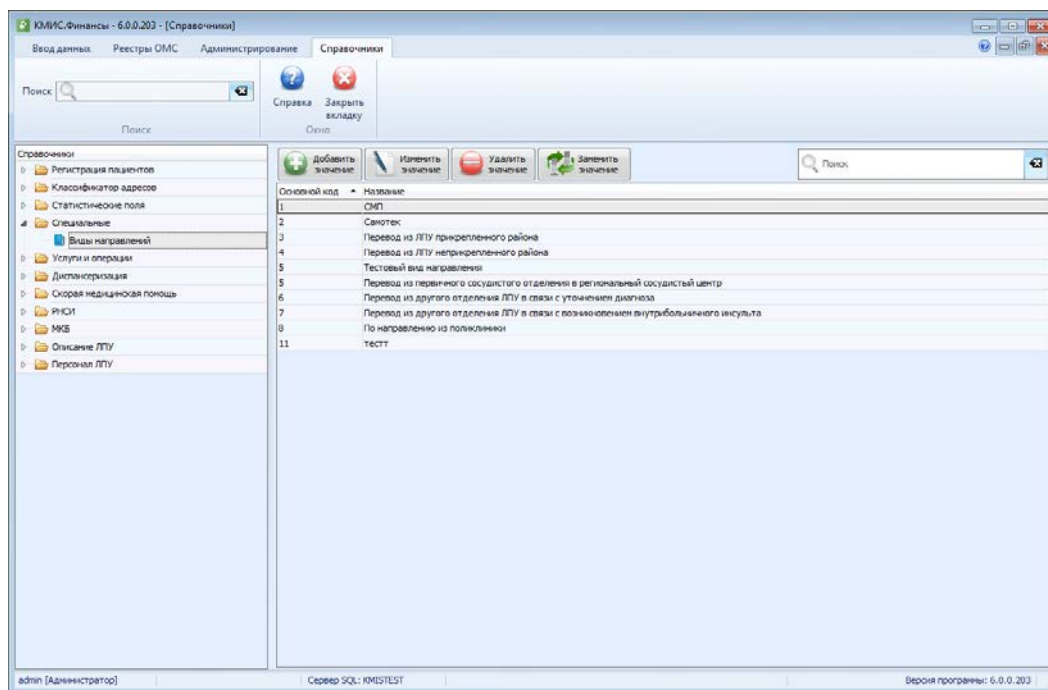 КМИС.Финансы - 6.0.0.203 - [Справочники]
Ввод данных Реестры ОМС Администрирование Справочники
Поиск
Справка
Закрыть вкладку
Поиск
Окно
Справочники
Регистрация пациентов
Классификатор адресов
Статистические поля
Специальные
Виды направлений
Услуги и операции
Диспансеризация
Скорая медицинская помощь
РНСИ
МКБ
Описание ЛПУ
Персонал ЛПУ
Добавить значение
Изменить значение
Удалить значение
Заменить значение
Поиск
Основной код Название
1 СМП
2 Самотек
3 Перевод из ЛПУ прикрепленного района
4 Перевод из ЛПУ неприкрепленного района
5 Тестовый вид направления
5 Перевод из первичного сосудистого отделения в региональный сосудистый центр
6 Перевод из другого отделения ЛПУ в связи с уточнением диагноза
7 Перевод из другого отделения ЛПУ в связи с возникновением внутрибольничного инсульта
8 По направлению из поликлиники
11 тестт
admin [Администратор] Сервер SQL: KMISTEST Версия программы: 6.0.0.203